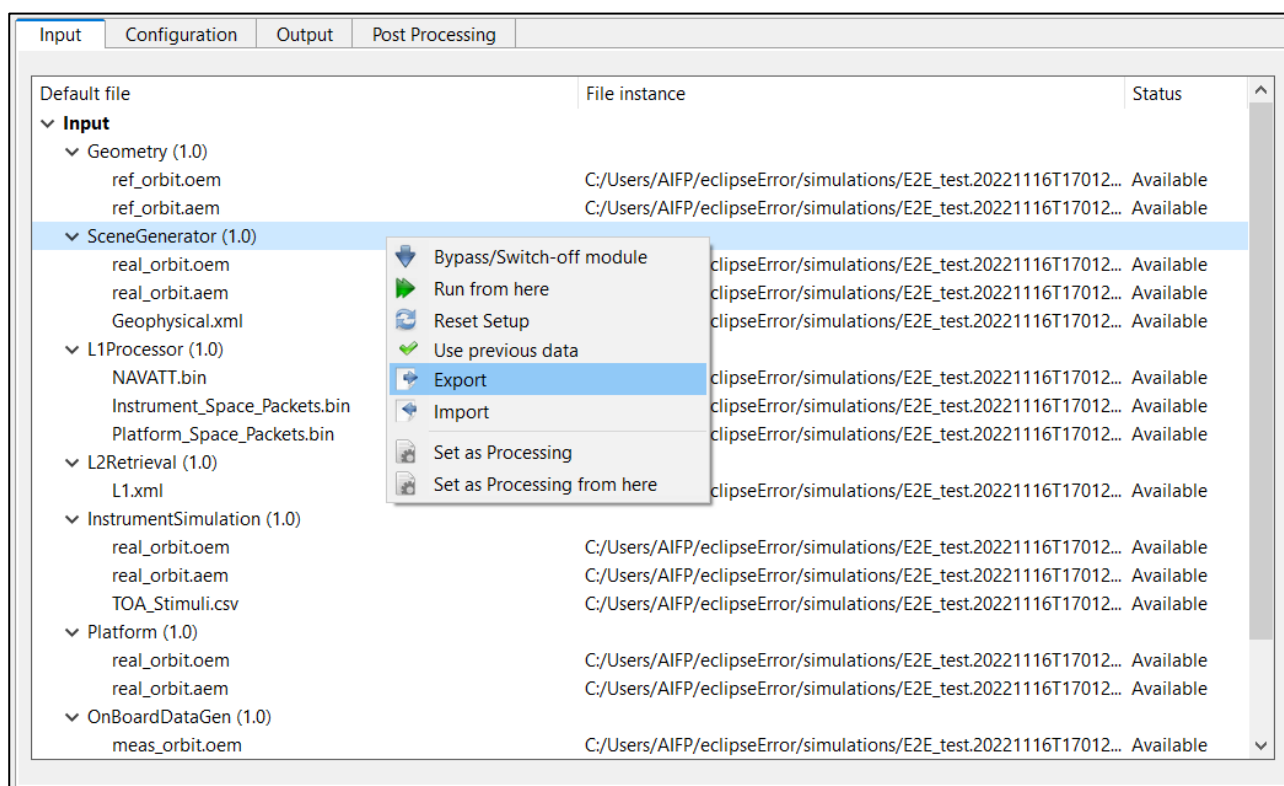 Input Configuration Output Post Processing
Default file File instance Status
Input
Geometry (1.0)
ref_orbit.oem C:/Users/AIFP/eclipseError/simulations/E2E_test.20221116T17012... Available
ref_orbit.aem C:/Users/AIFP/eclipseError/simulations/E2E_test.20221116T17012... Available
SceneGenerator (1.0)
real_orbit.oem clipseError/simulations/E2E_test.20221116T17012... Available
real_orbit.aem clipseError/simulations/E2E_test.20221116T17012... Available
Geophysical.xml clipseError/simulations/E2E_test.20221116T17012... Available
L1Processor (1.0)
NAVATT.bin clipseError/simulations/E2E_test.20221116T17012... Available
Instrument_Space_Packets.bin clipseError/simulations/E2E_test.20221116T17012... Available
Platform_Space_Packets.bin clipseError/simulations/E2E_test.20221116T17012... Available
L2Retrieval (1.0)
L1.xml clipseError/simulations/E2E_test.20221116T17012... Available
InstrumentSimulation (1.0)
real_orbit.oem C:/Users/AIFP/eclipseError/simulations/E2E_test.20221116T17012... Available
real_orbit.aem C:/Users/AIFP/eclipseError/simulations/E2E_test.20221116T17012... Available
TOA_Stimuli.csv C:/Users/AIFP/eclipseError/simulations/E2E_test.20221116T17012... Available
Platform (1.0)
real_orbit.oem C:/Users/AIFP/eclipseError/simulations/E2E_test.20221116T17012... Available
real_orbit.aem C:/Users/AIFP/eclipseError/simulations/E2E_test.20221116T17012... Available
OnBoardDataGen (1.0)
meas_orbit.oem C:/Users/AIFP/eclipseError/simulations/E2E_test.20221116T17012... Available
Bypass/Switch-off module
Run from here
Reset Setup
Use previous data
Export
Import
Set as Processing
Set as Processing from here